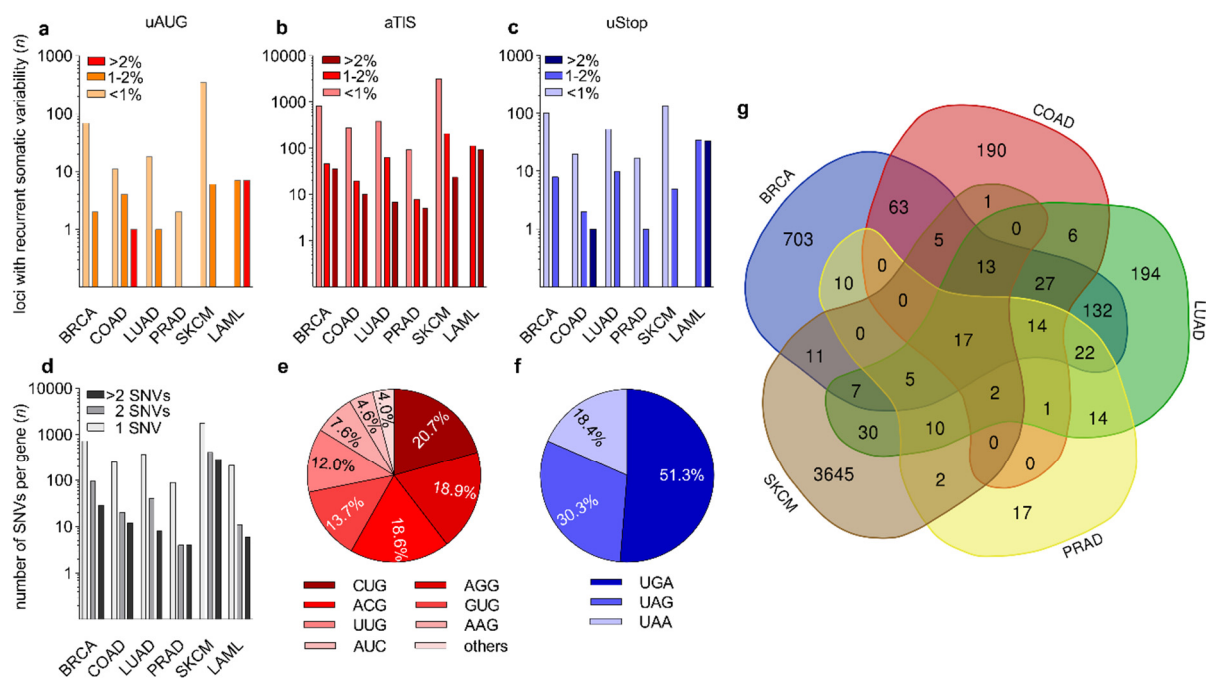 a
uAUG
loci with recurrent somatic variability (n)
1000
100
10
1
>2%
1-2%
<1%
BRCA
COAD
LUAD
PRAD
SKCM
LAML
b
aTIS
10000
1000
100
10
1
>2%
1-2%
<1%
BRCA
COAD
LUAD
PRAD
SKCM
LAML
c
uStop
1000
100
10
1
>2%
1-2%
<1%
BRCA
COAD
LUAD
PRAD
SKCM
LAML
d
number of SNVs per gene (n)
10000
1000
100
10
1
>2 SNVs
2 SNVs
1 SNV
BRCA
COAD
LUAD
PRAD
SKCM
LAML
e
20.7%
18.9%
18.6%
13.7%
12.0%
7.6%
4.6%
4.0%
CUG
AGG
ACG
GUG
UUG
AAG
AUC
others
f
51.3%
30.3%
18.4%
UGA
UAG
UAA
g
COAD
BRCA
LUAD
SKCM
PRAD
190
63
1
0
6
5
703
194
13
27
0
10
132
0
14
0
17
22
11
7
5
2
1
14
30
10
0
0
3645
2
17